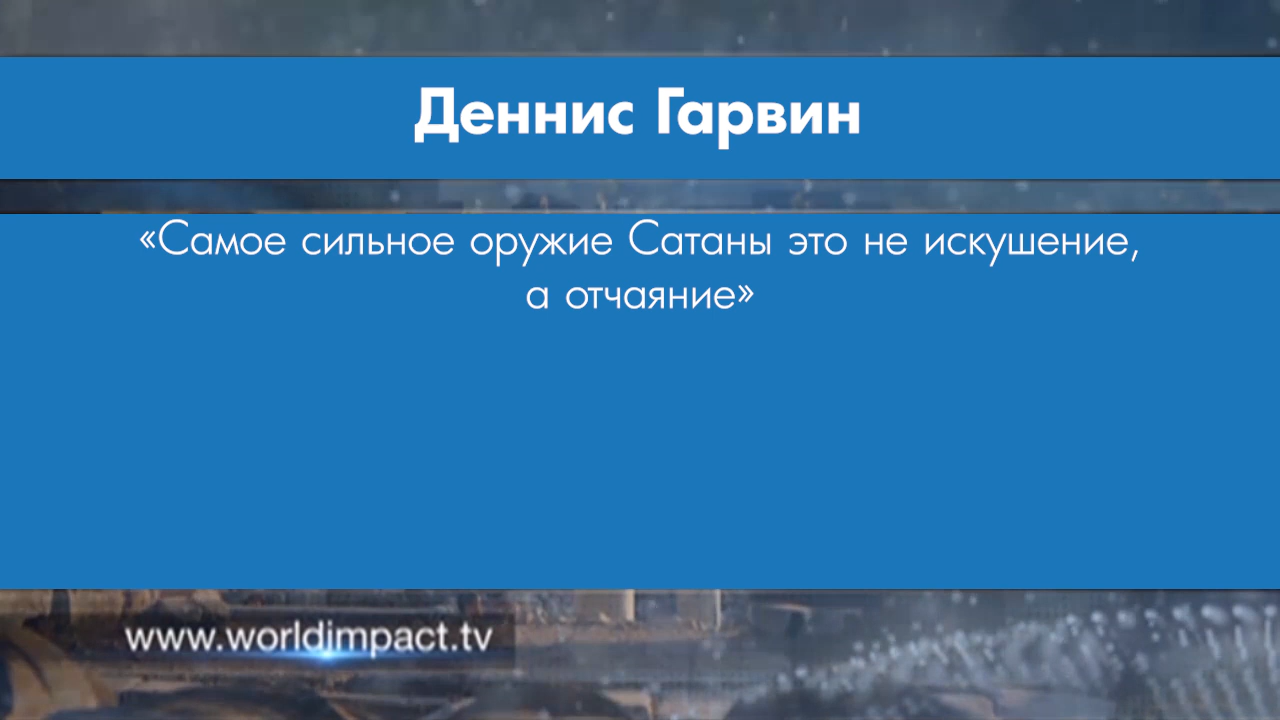 Деннис Гарвин
«Самое сильное оружие Сатаны это не искушение,
а отчаяние»
www.worldimpact.tv